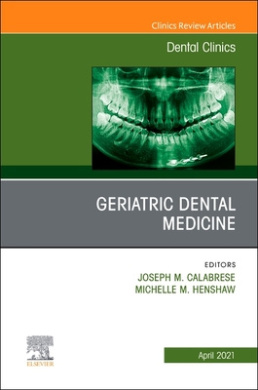 Clinics Review Articles
Dental Clinics
GERIATRIC DENTAL
MEDICINE
EDITORS
JOSEPH M. CALABRESE
MICHELLE M. HENSHAW
ELSEVIER
April 2021